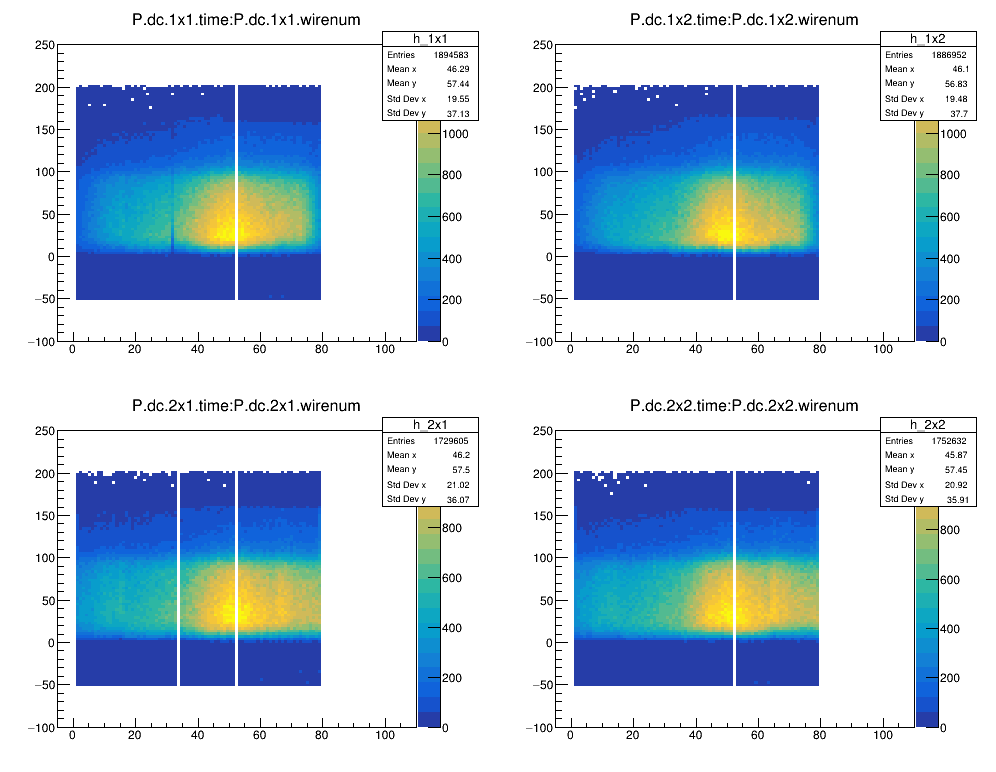 P.dc.1x1.time:P.dc.1x1.wirenum
h_1x1
Entries 1894583
Mean x 46.29
Mean y 57.44
Std Dev x 19.55
Std Dev y 37.13
250
200
150
100
50
0
−50
−100
0 20 40 60 80 100
1000
800
600
400
200
0
P.dc.1x2.time:P.dc.1x2.wirenum
h_1x2
Entries 1886952
Mean x 46.1
Mean y 56.83
Std Dev x 19.48
Std Dev y 37.7
250
200
150
100
50
0
−50
−100
0 20 40 60 80 100
1000
800
600
400
200
0
P.dc.2x1.time:P.dc.2x1.wirenum
h_2x1
Entries 1729605
Mean x 46.2
Mean y 57.5
Std Dev x 21.02
Std Dev y 36.07
250
200
150
100
50
0
−50
−100
0 20 40 60 80 100
800
600
400
200
0
P.dc.2x2.time:P.dc.2x2.wirenum
h_2x2
Entries 1752632
Mean x 45.87
Mean y 57.45
Std Dev x 20.92
Std Dev y 35.91
250
200
150
100
50
0
−50
−100
0 20 40 60 80 100
800
600
400
200
0